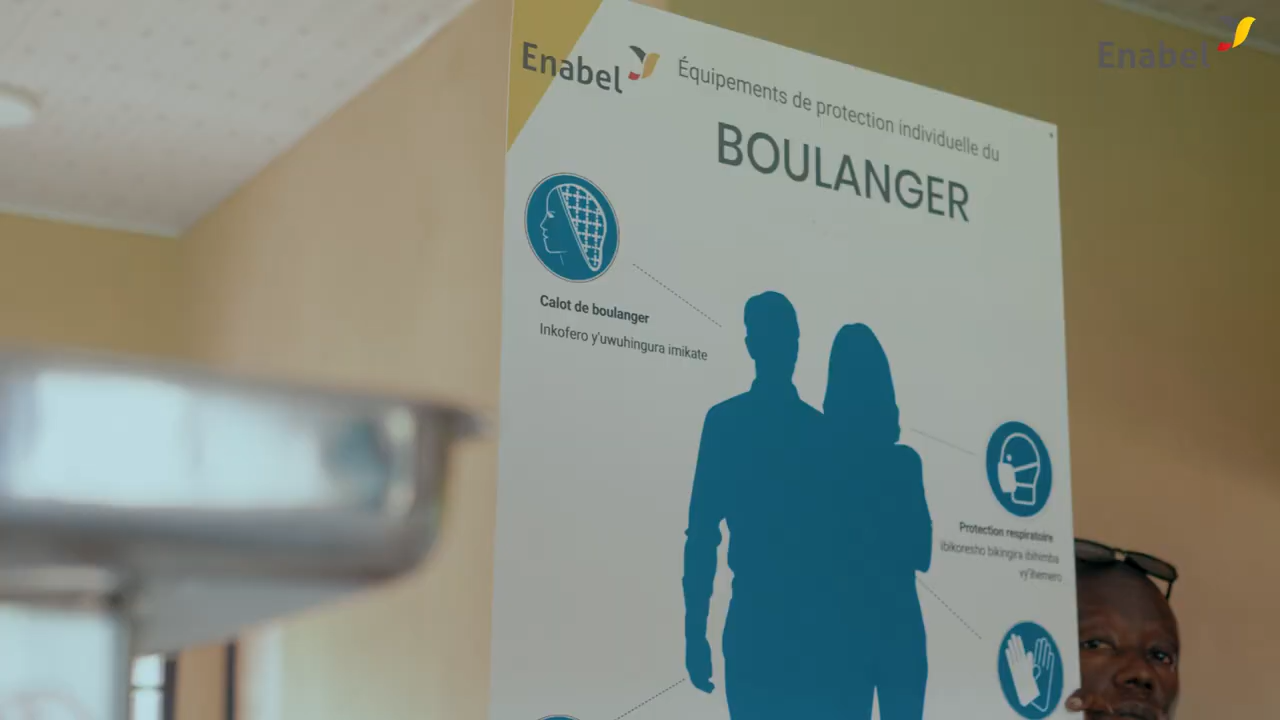 Enabel
Enabel
Équipements de protection individuelle du
BOULANGER
Calot de boulanger
Inkofero y'uwuhingura imikate
Protection respiratoire
ibikoresho bikingira ibihimba
vy'ihemero